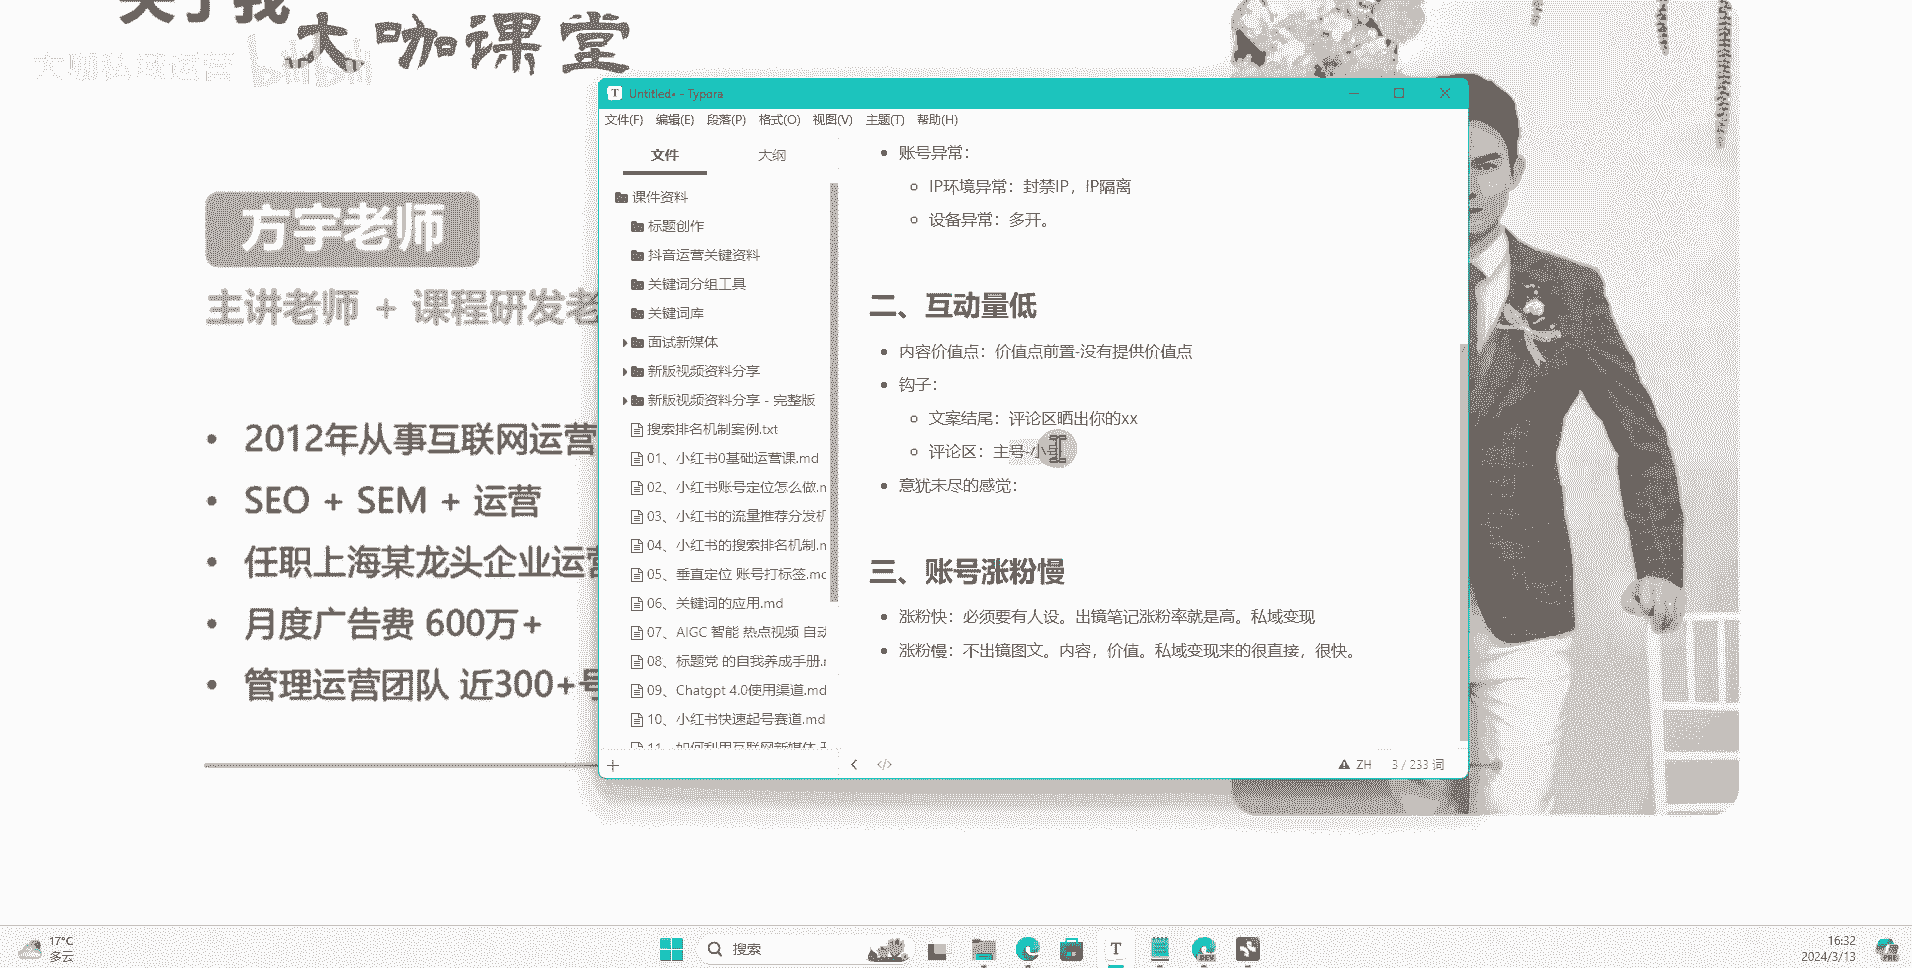 关于我
大咖课堂
大咖私域运营 bilibili
方宇老师
主讲老师 + 课程研发老
2012年从事互联网运营
SEO + SEM + 运营
任职上海某龙头企业运营
月度广告费 600万+
管理运营团队 近300+号
Untitled• - Typora
文件(F) 编辑(E) 段落(P) 格式(O) 视图(V) 主题(T) 帮助(H)
文件 大纲
课件资料
标题创作
抖音运营关键资料
关键词分组工具
关键词库
面试新媒体
新版视频资料分享
新版视频资料分享 - 完整版
搜索排名机制案例.txt
01、小红书0基础运营课.md
02、小红书账号定位怎么做.n
03、小红书的流量推荐分发机
04、小红书的搜索排名机制.n
05、垂直定位 账号打标签.mc
06、关键词的应用.md
07、AIGC 智能 热点视频 自动
08、标题党 的自我养成手册.r
09、Chatgpt 4.0使用渠道.md
10、小红书快速起号赛道.md
11、如何利用互联网新媒体
账号异常：
IP环境异常：封禁IP，IP隔离
设备异常：多开。
二、互动量低
内容价值点：价值点前置-没有提供价值点
钩子：
文案结尾：评论区晒出你的xx
评论区：主号-小号
意犹未尽的感觉：
三、账号涨粉慢
涨粉快：必须要有人设。出镜笔记涨粉率就是高。私域变现
涨粉慢：不出镜图文。内容，价值。私域变现来的很直接，很快。
ZH 3 / 233 词
17°C
多云
搜索
16:32
2024/3/13